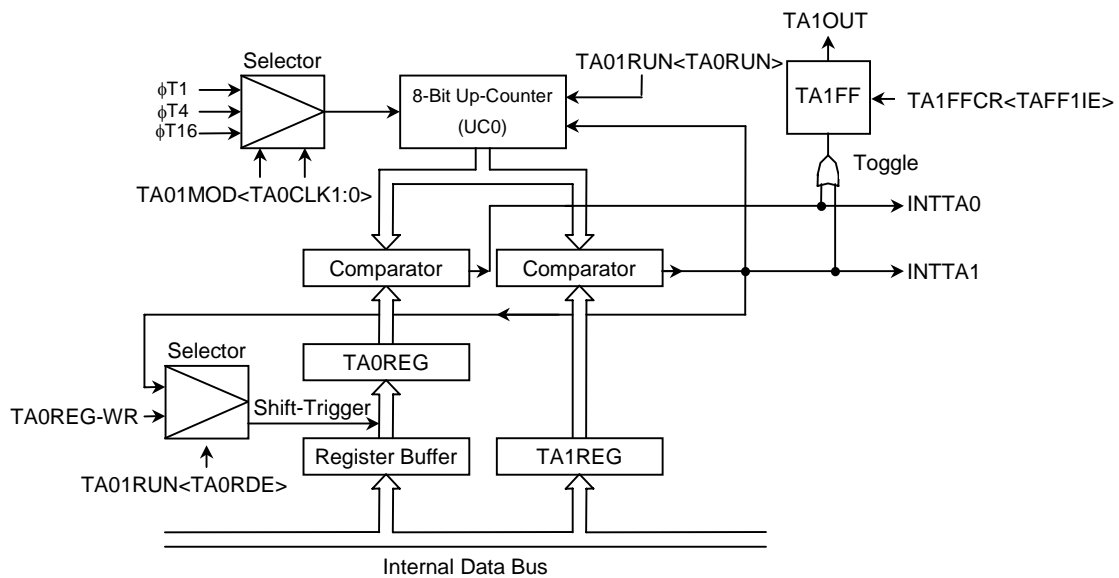 TA1OUT
Selector
TA01RUN<TA0RUN>
φT1
φT4
φT16
8-Bit Up-Counter
(UC0)
TA1FF
TA1FFCR<TAFF1IE>
Toggle
TA01MOD<TA0CLK1:0>
INTTA0
Comparator
Comparator
INTTA1
Selector
TA0REG
TA0REG-WR
Shift-Trigger
Register Buffer
TA1REG
TA01RUN<TA0RDE>
Internal Data Bus